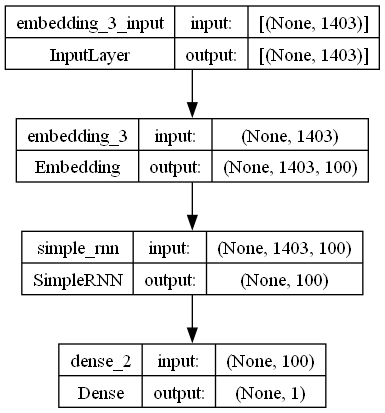 embedding_3_input input: [(None, 1403)]
InputLayer output: [(None, 1403)]
embedding_3 input: (None, 1403)
Embedding output: (None, 1403, 100)
simple_rnn input: (None, 1403, 100)
SimpleRNN output: (None, 100)
dense_2 input: (None, 100)
Dense output: (None, 1)